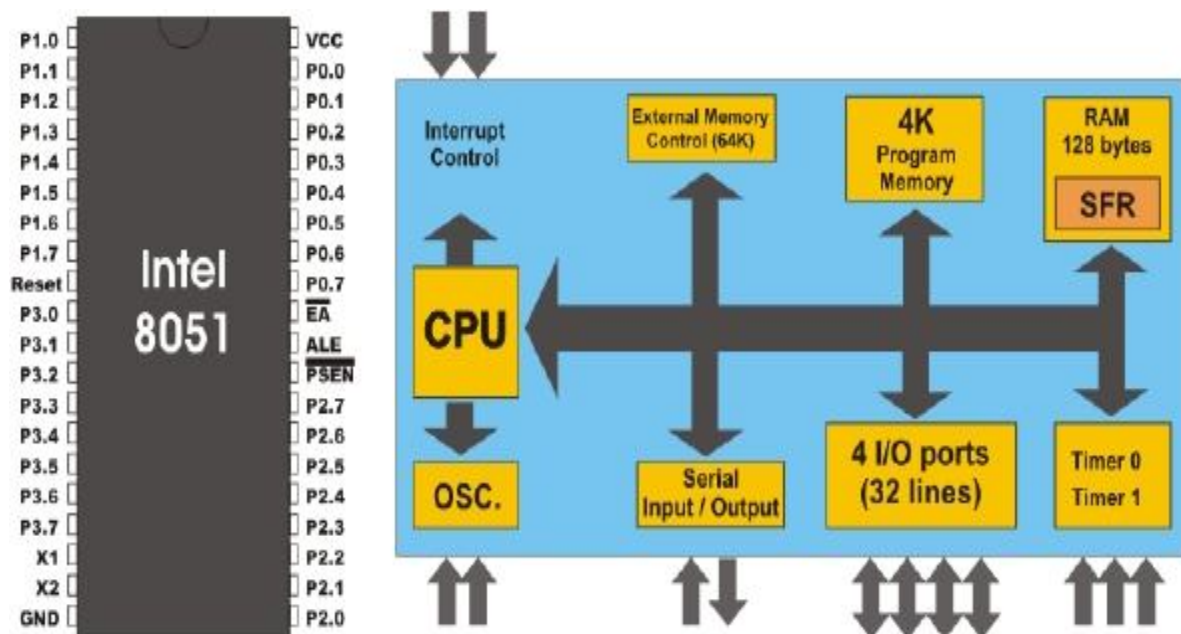 P1.0
P1.1
P1.2
P1.3
P1.4
P1.5
P1.6
P1.7
Reset
P3.0
P3.1
P3.2
P3.3
P3.4
P3.5
P3.6
P3.7
X1
X2
GND
Intel
8051
VCC
P0.0
P0.1
P0.2
P0.3
P0.4
P0.5
P0.6
P0.7
EA
ALE
PSEN
P2.7
P2.6
P2.5
P2.4
P2.3
P2.2
P2.1
P2.0
Interrupt
Control
External Memory
Control (64K)
4K
Program
Memory
RAM
128 bytes
SFR
CPU
OSC.
Serial
Input / Output
4 I/O ports
(32 lines)
Timer 0
Timer 1